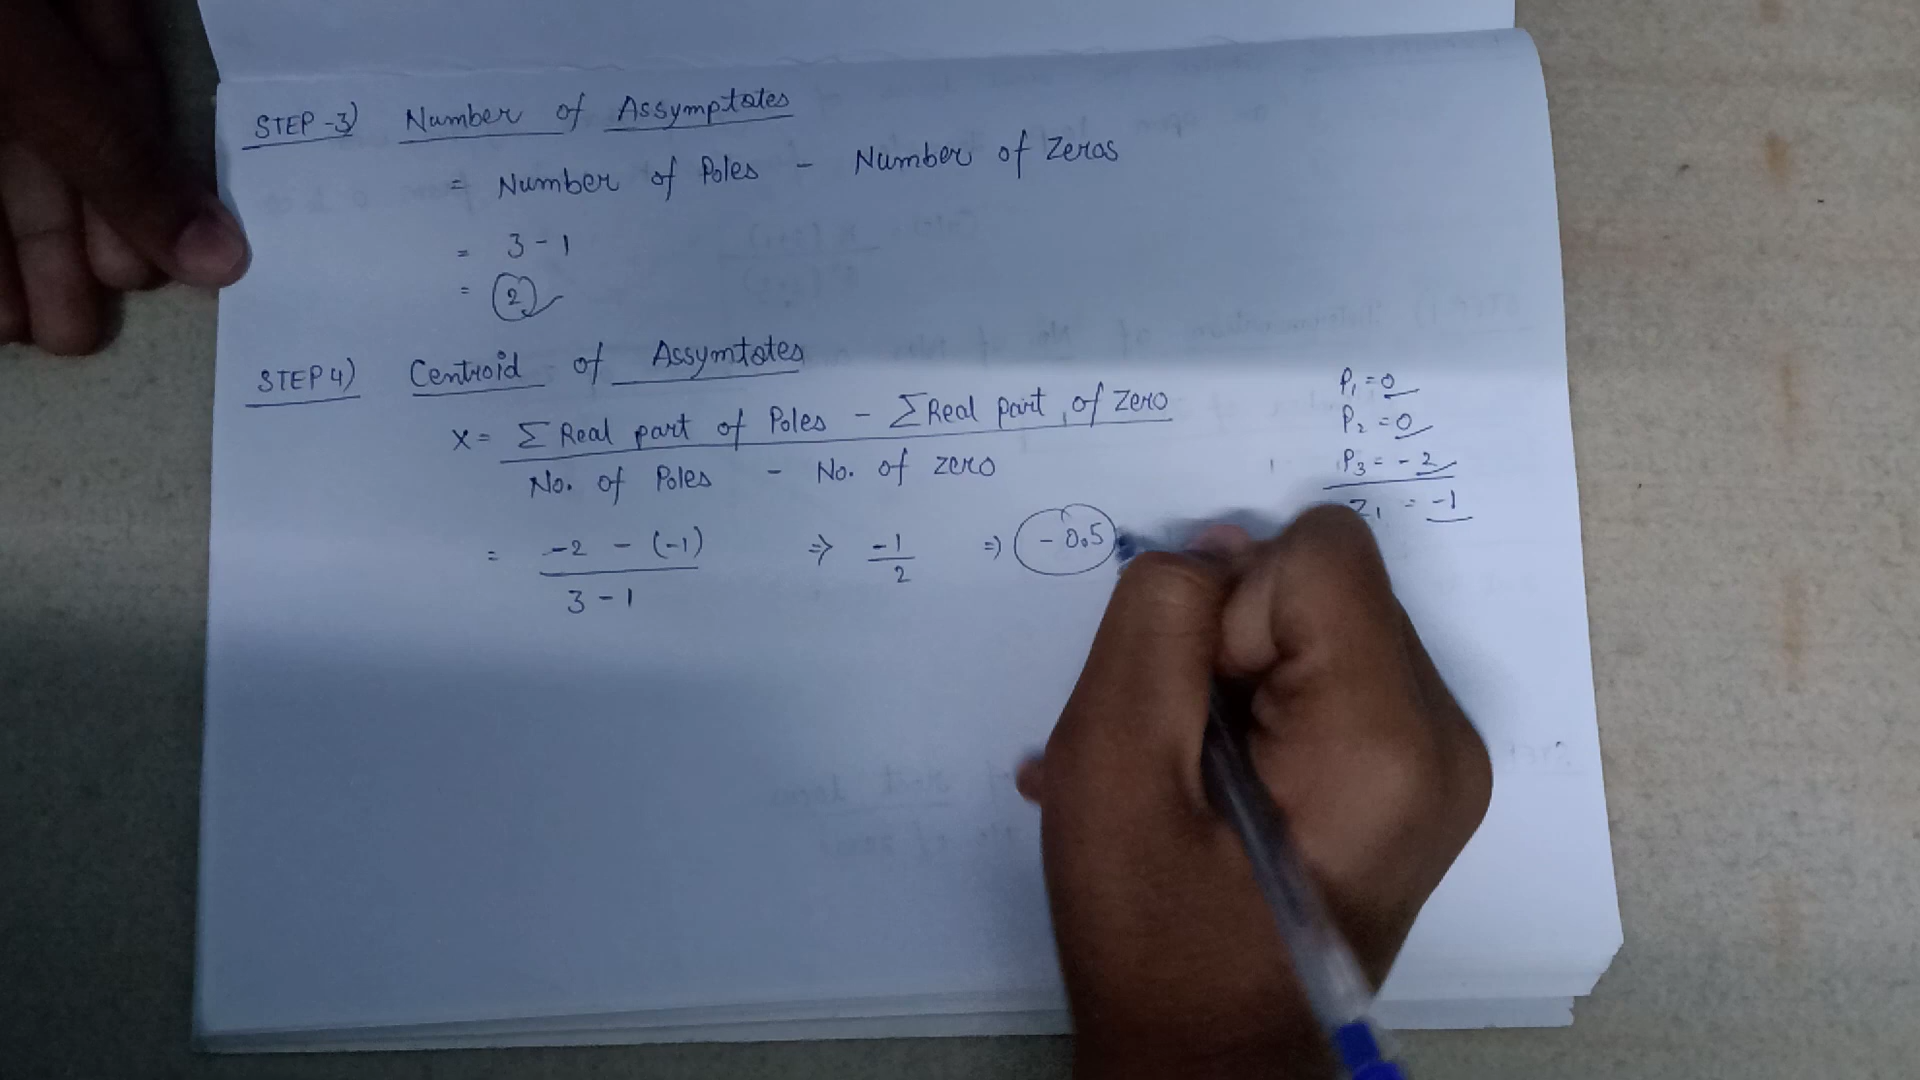 STEP-3) Number of Assymptotes
= Number of Poles - Number of Zeros
= 3-1
= 2
STEP 4) Centroid of Assymtotes
X = Σ Real part of Poles - Σ Real part of Zero
No. of Poles - No. of zero
= -2 - (-1) ⇒ -1 ⇒ -0.5
3-1 2
P₁ = 0
P₂ = 0
P₃ = -2
Z₁ = -1